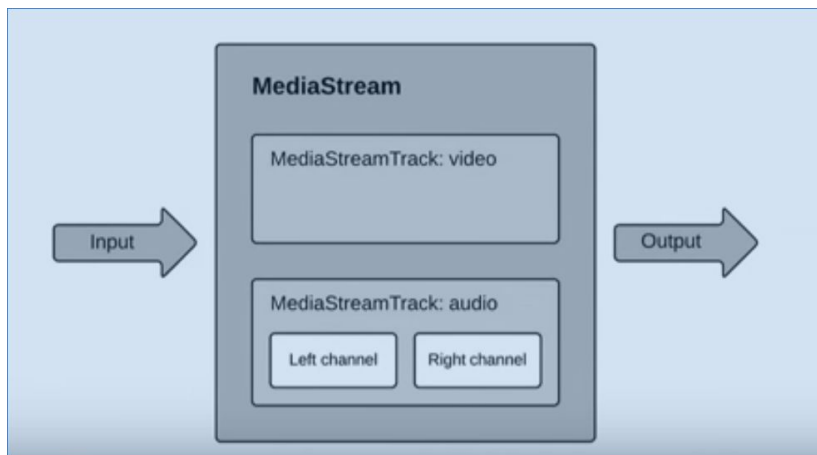 MediaStream
MediaStreamTrack: video
Input
Output
MediaStreamTrack: audio
Left channel
Right channel